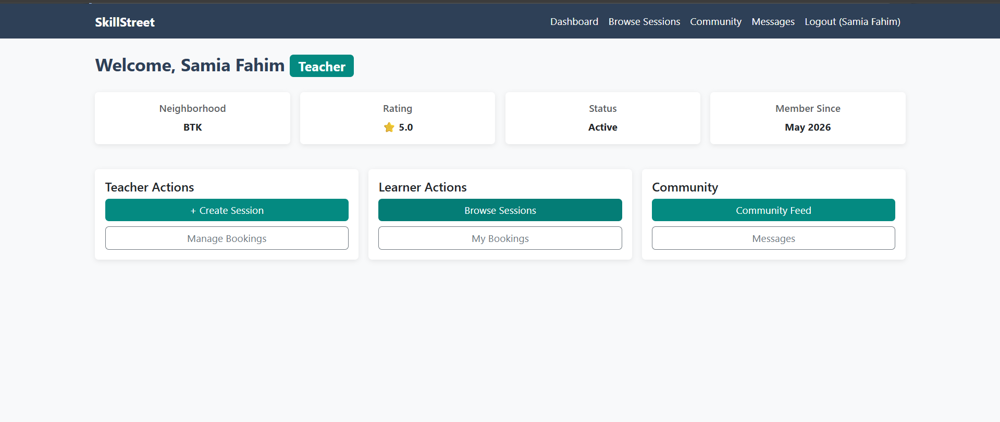 SkillStreet
Dashboard Browse Sessions Community Messages Logout (Samia Fahim)
Welcome, Samia Fahim Teacher
Neighborhood
BTK
Rating
⭐ 5.0
Status
Active
Member Since
May 2026
Teacher Actions
+ Create Session
Manage Bookings
Learner Actions
Browse Sessions
My Bookings
Community
Community Feed
Messages